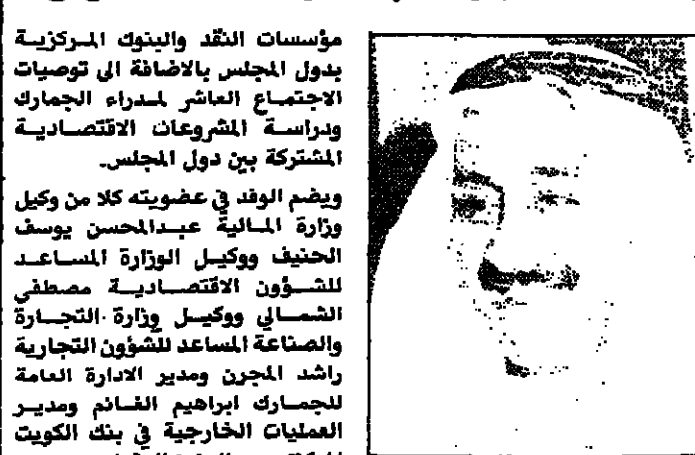 مؤسسات النقد والبنوك المركزية
بدول المجلس بالاضافة الى توصيات
الاجتماع العاشر لمدراء الجمارك
ودراسة المشروعات الاقتصادية
المشتركة بين دول المجلس.
ويضم الوفد في عضويته كلا من وكيل
وزارة المالية عبدالمحسن يوسف
الحنيف ووكيل الوزارة المساعد
للشؤون الاقتصادية مصطفى
الشمالي ووكيل وزارة التجارة
والصناعة المساعد للشؤون التجارية
راشد المجرن ومدير الادارة العامة
للجمارك ابراهيم الغانم ومدير
العمليات الخارجية في بنك الكويت